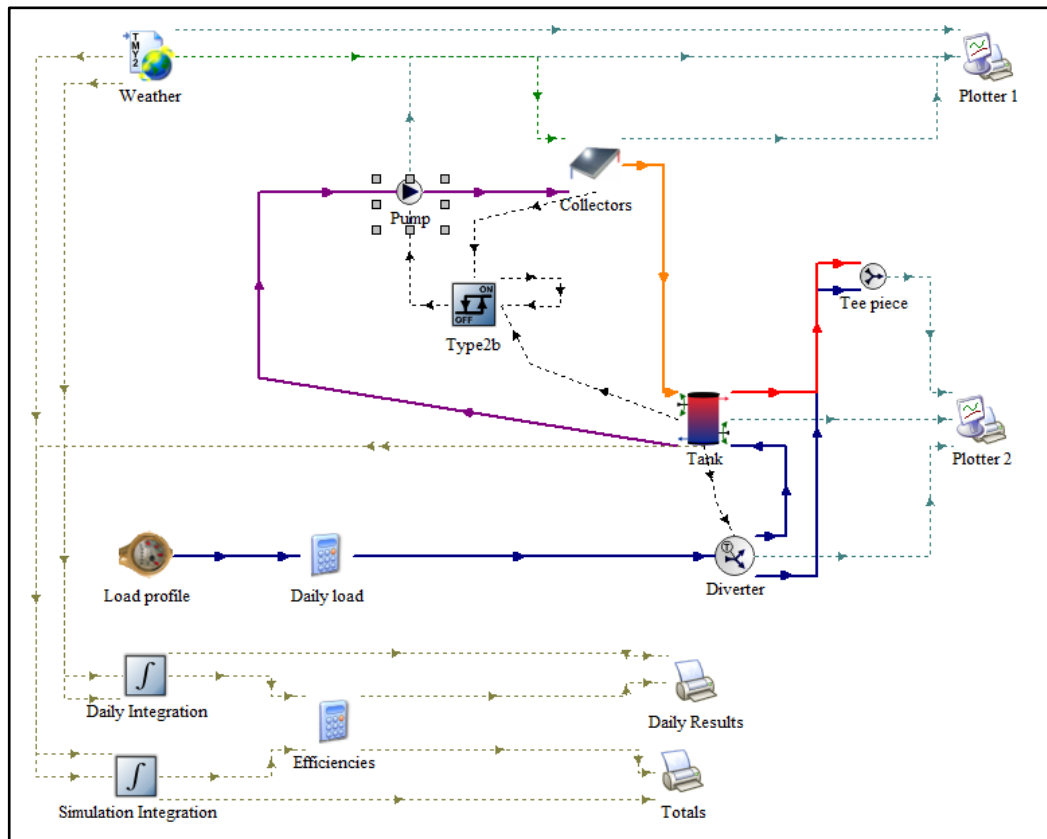 TMY2
Weather
Plotter 1
Pump
Collectors
ON
OFF
Type2b
Tee piece
Tank
Plotter 2
T
Load profile
Daily load
Diverter
∫
Daily Integration
Efficiencies
Daily Results
∫
Simulation Integration
Totals